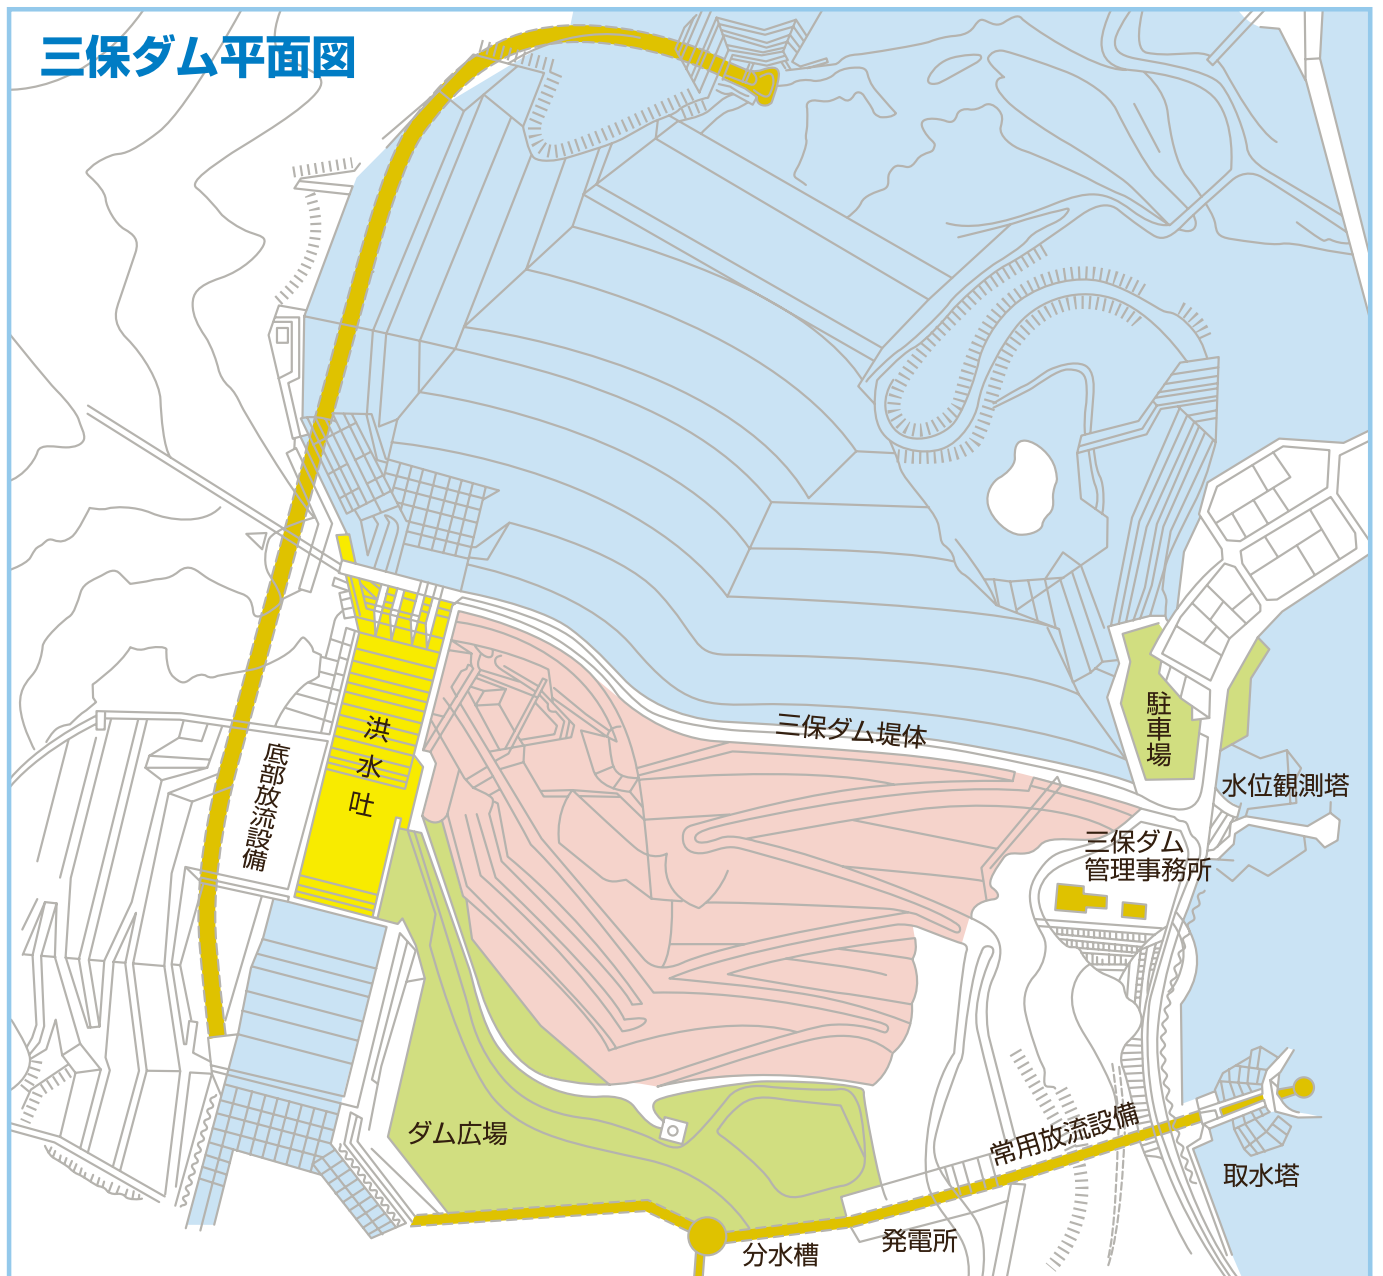 三保ダム平面図
洪水吐
底部放流設備
三保ダム堤体
駐車場
水位観測塔
三保ダム
管理事務所
ダム広場
常用放流設備
取水塔
発電所
分水槽